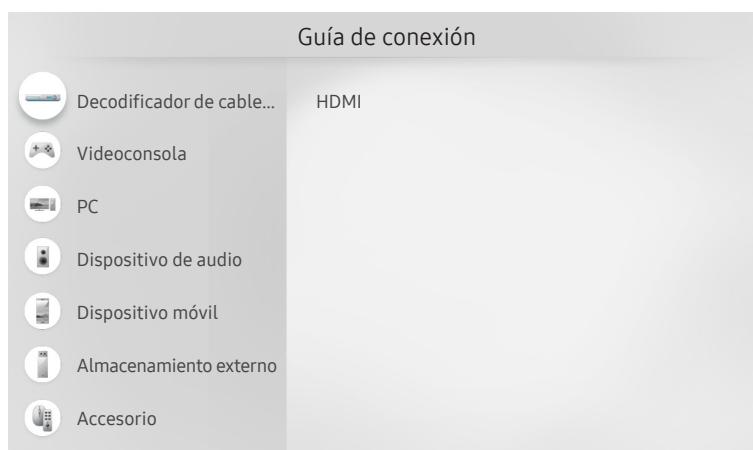 Guía de conexión
Decodificador de cable...
HDMI
Videoconsola
PC
Dispositivo de audio
Dispositivo móvil
Almacenamiento externo
Accesorio